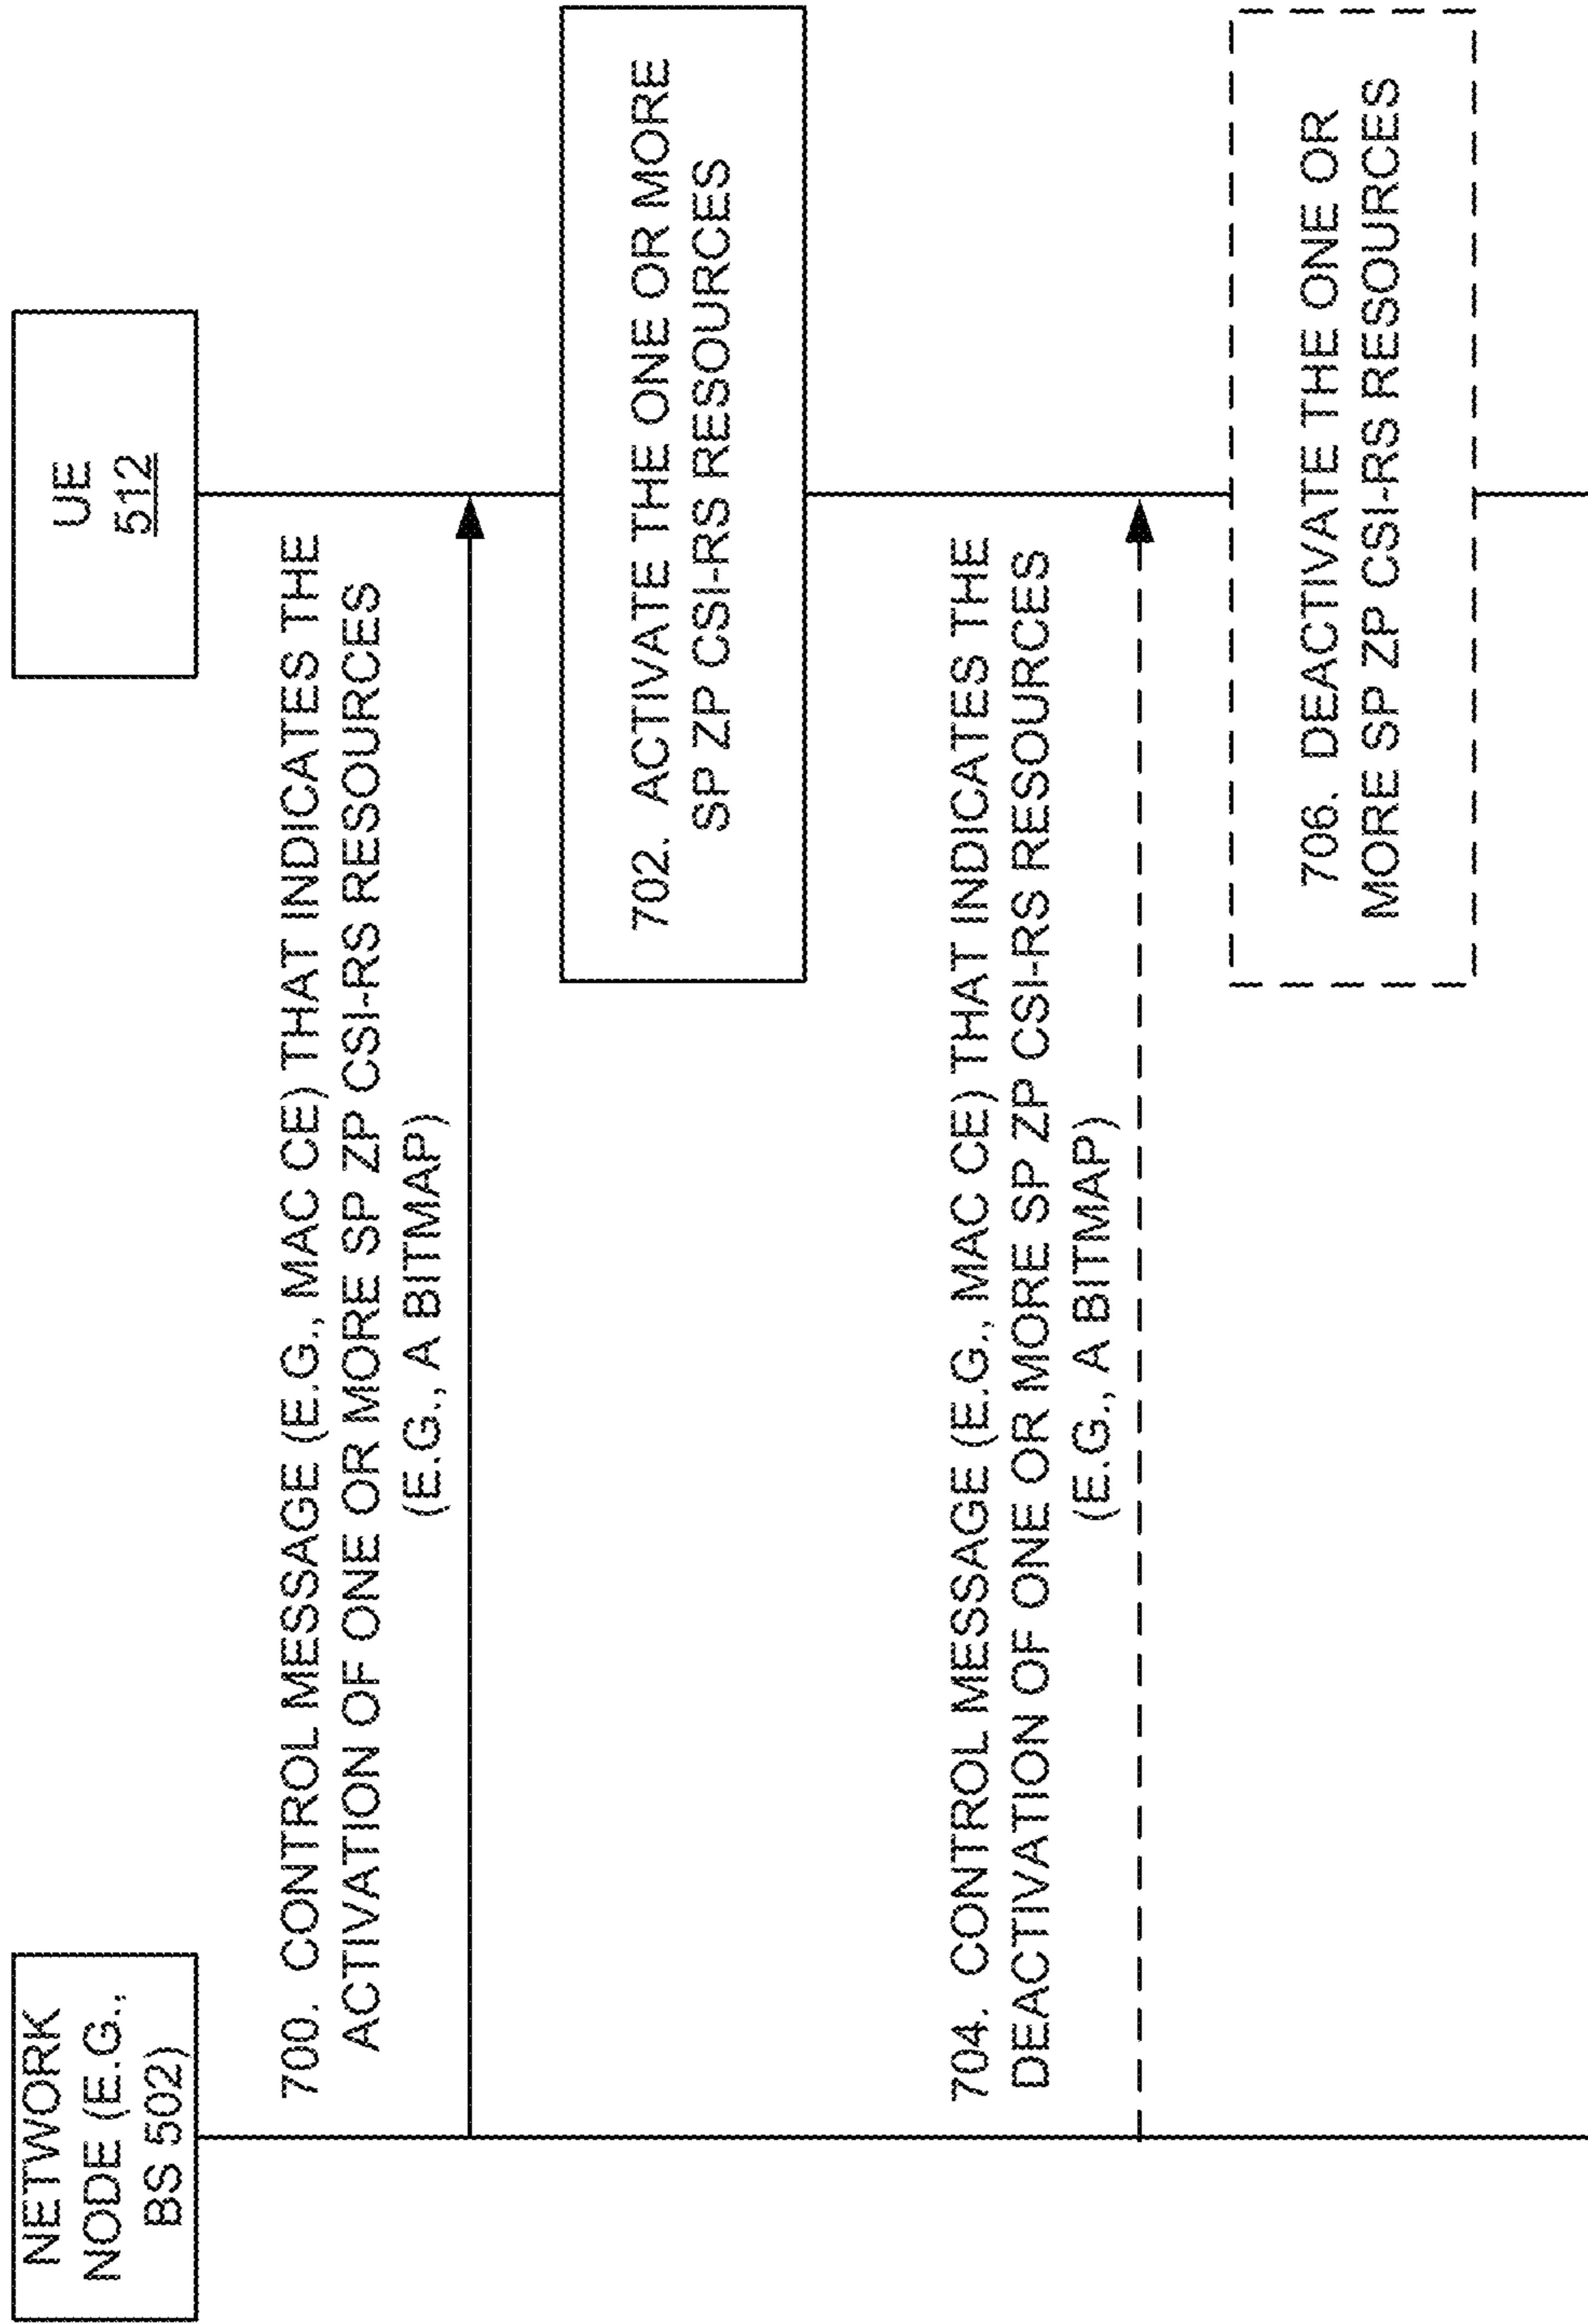 NETWORK
NODE (E.G.,
BS 502)
UE
512
700. CONTROL MESSAGE (E.G., MAC CE) THAT INDICATES THE
ACTIVATION OF ONE OR MORE SP ZP CSI-RS RESOURCES
(E.G., A BITMAP)
702. ACTIVATE THE ONE OR MORE
SP ZP CSI-RS RESOURCES
704. CONTROL MESSAGE (E.G., MAC CE) THAT INDICATES THE
DEACTIVATION OF ONE OR MORE SP ZP CSI-RS RESOURCES
(E.G., A BITMAP)
706. DEACTIVATE THE ONE OR
MORE SP ZP CSI-RS RESOURCES